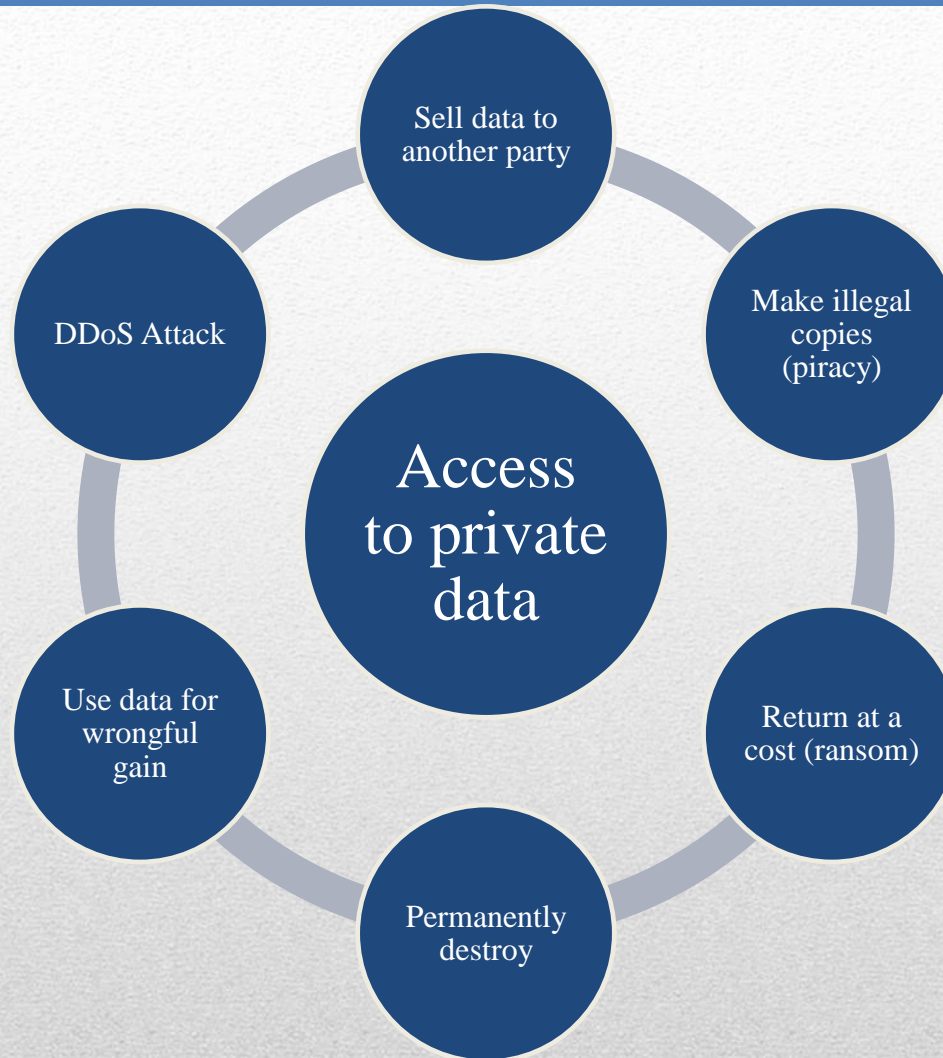 Sell data to
another party
DDoS Attack
Make illegal
copies
(piracy)
Access
to private
data
Use data for
wrongful
gain
Return at a
cost (ransom)
Permanently
destroy